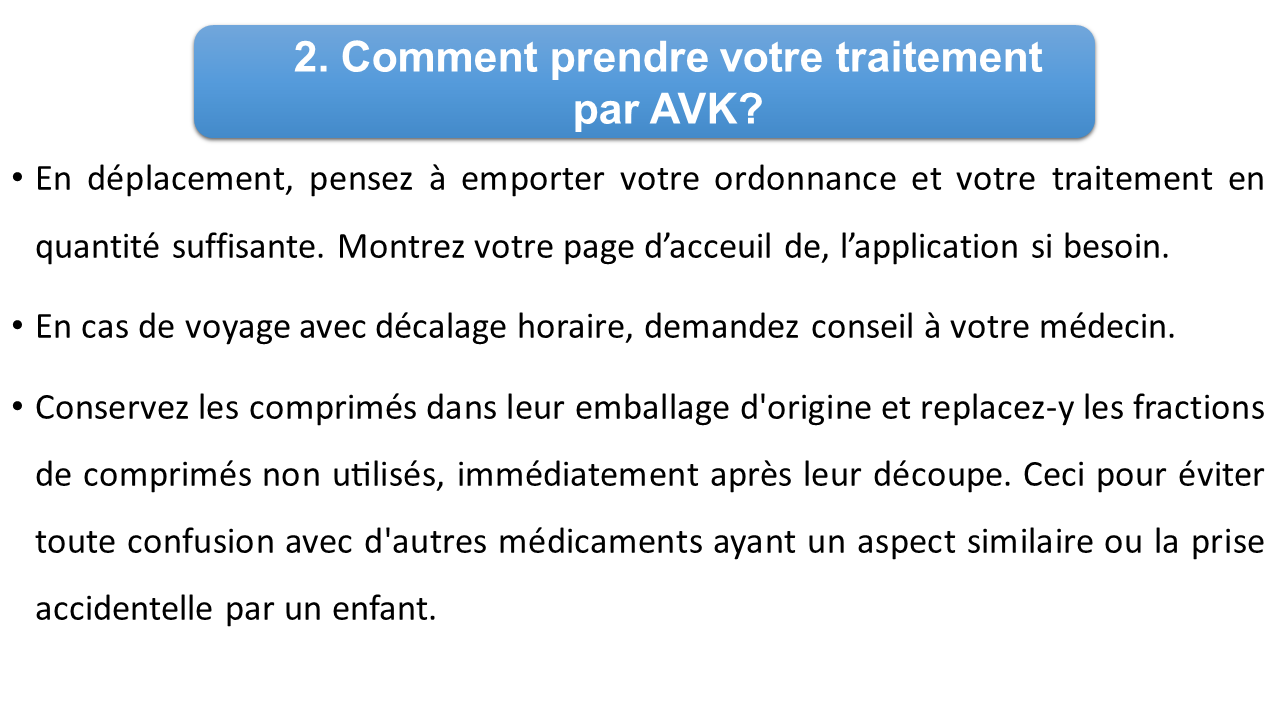 2. Comment prendre votre traitement
par AVK?
• En déplacement, pensez à emporter votre ordonnance et votre traitement en
quantité suffisante. Montrez votre page d’acceuil de, l’application si besoin.
• En cas de voyage avec décalage horaire, demandez conseil à votre médecin.
• Conservez les comprimés dans leur emballage d'origine et replacez-y les fractions
de comprimés non utilisés, immédiatement après leur découpe. Ceci pour éviter
toute confusion avec d'autres médicaments ayant un aspect similaire ou la prise
accidentelle par un enfant.